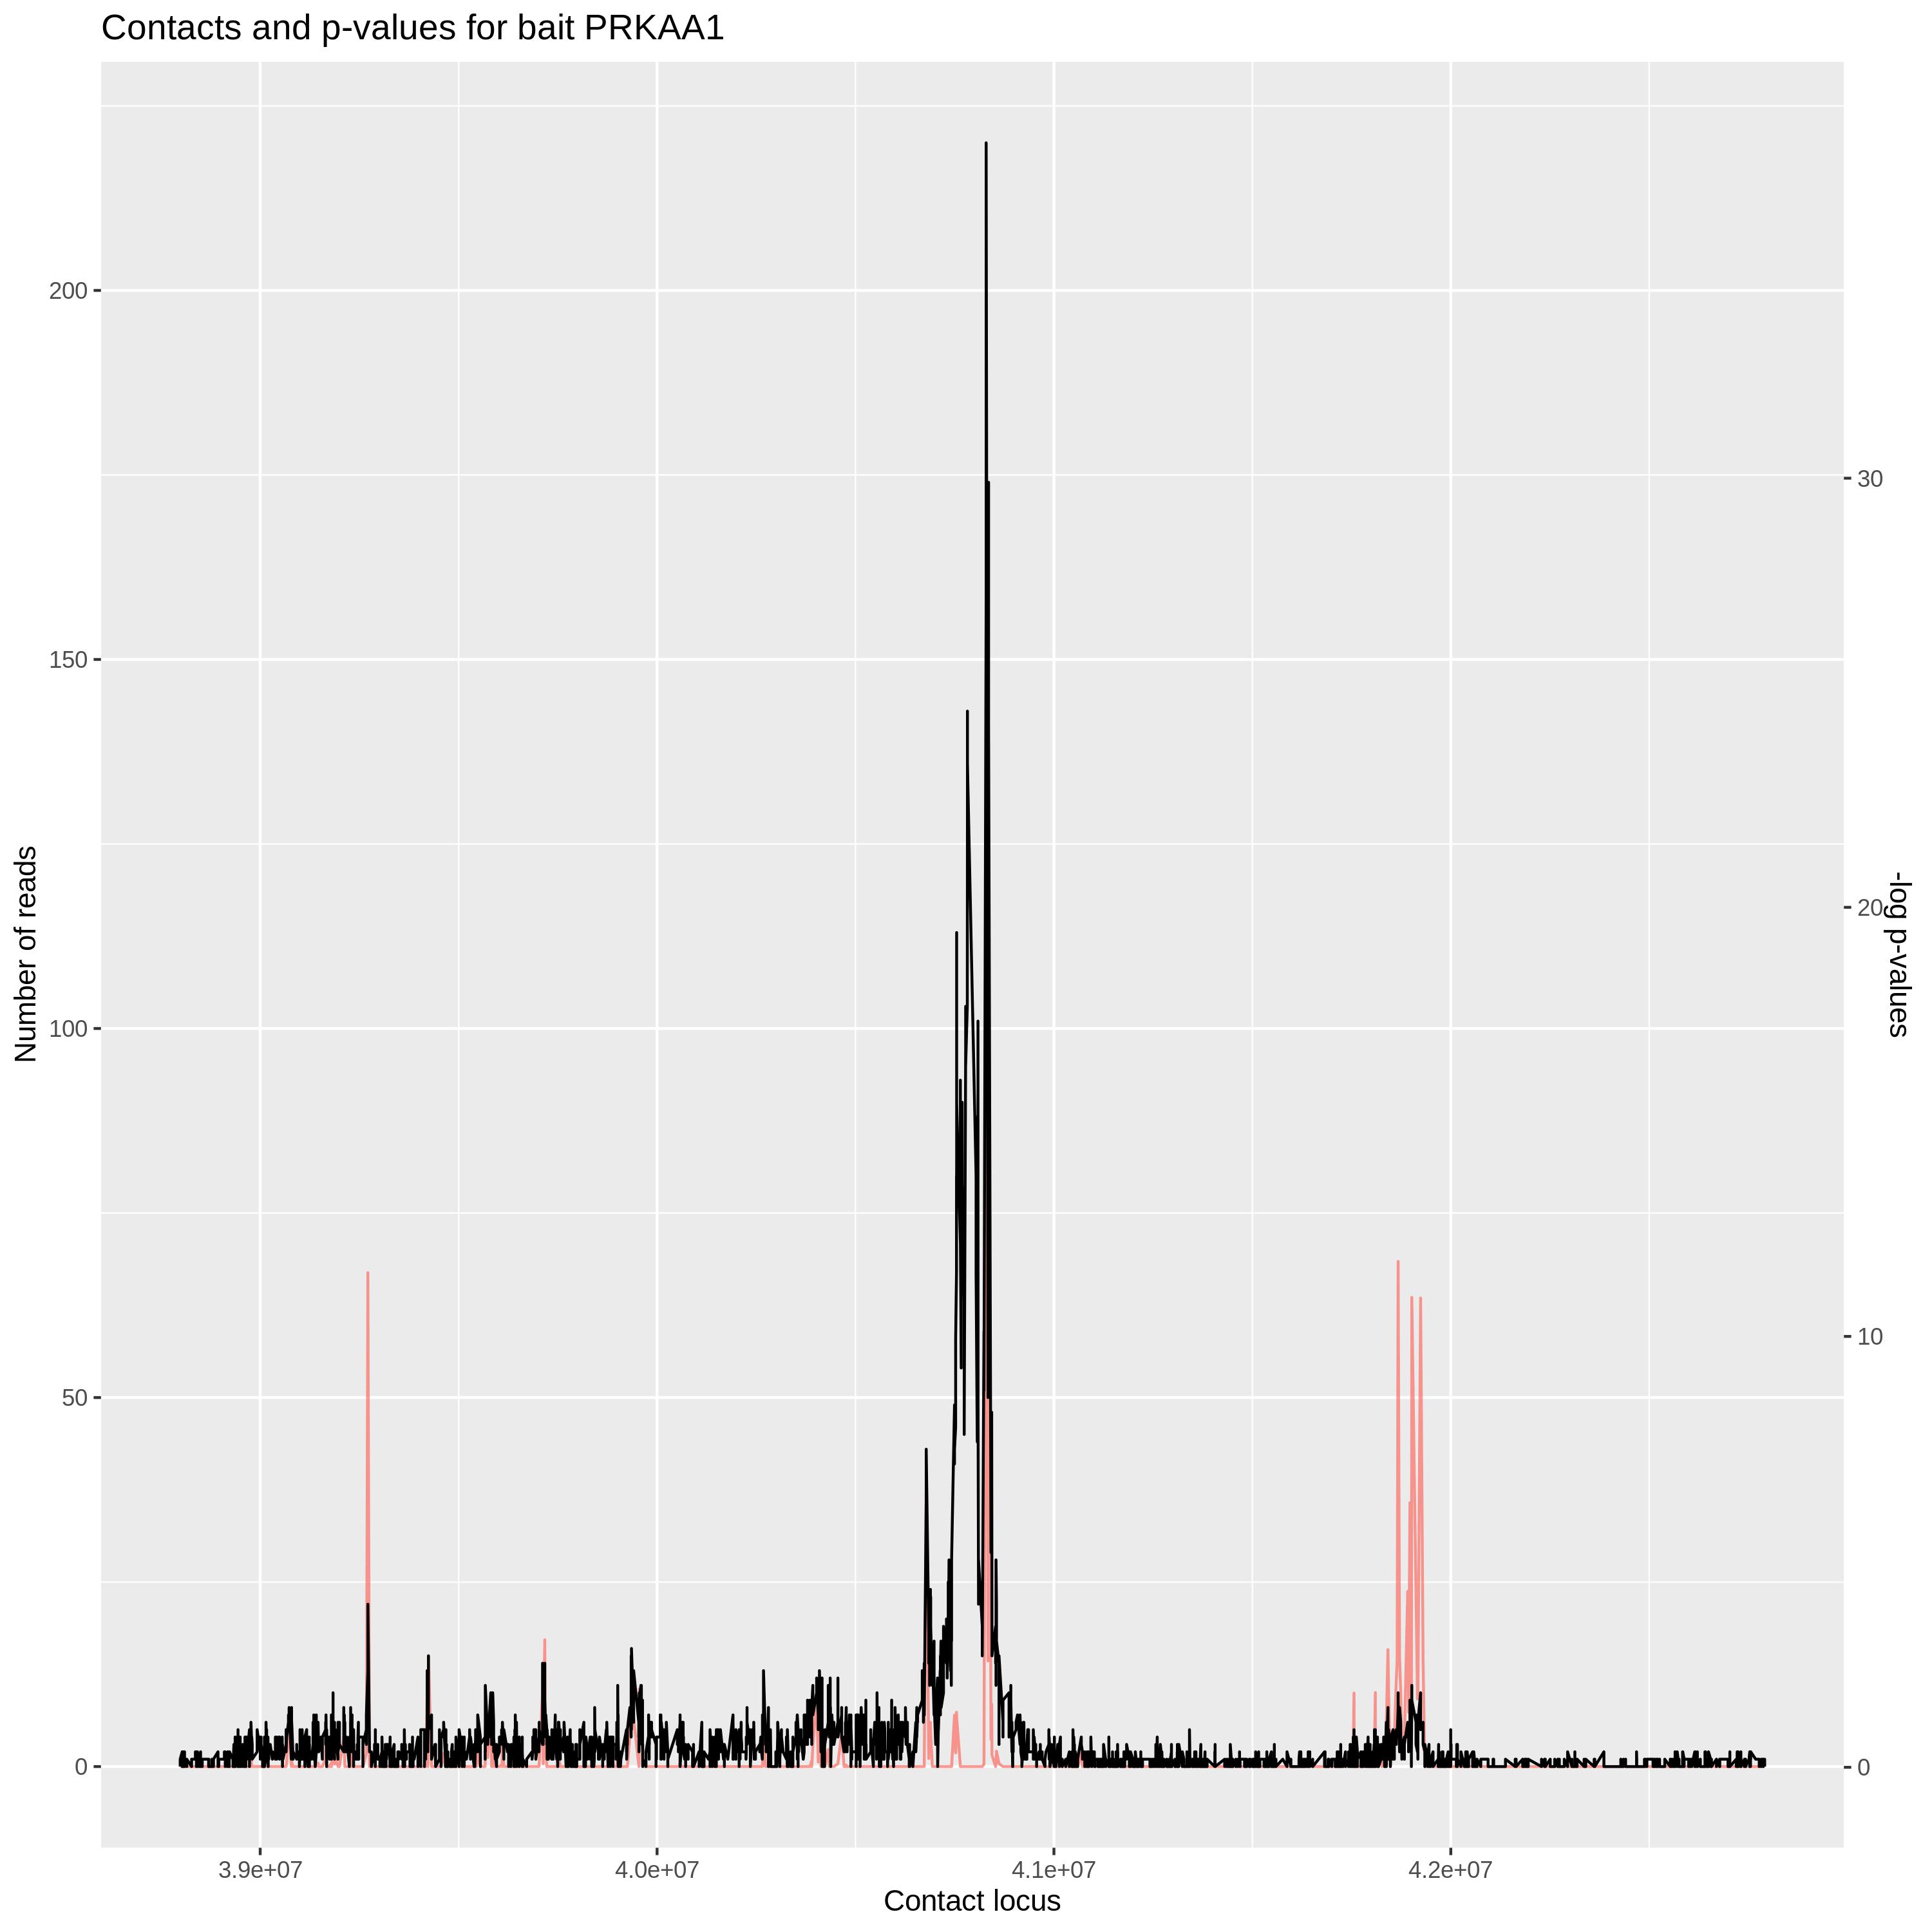 Contacts and p-values for bait PRKAA1
200
150
100
50
0
Number of reads
30
20
10
0
-log p-values
3.9e+07
4.0e+07
4.1e+07
4.2e+07
Contact locus